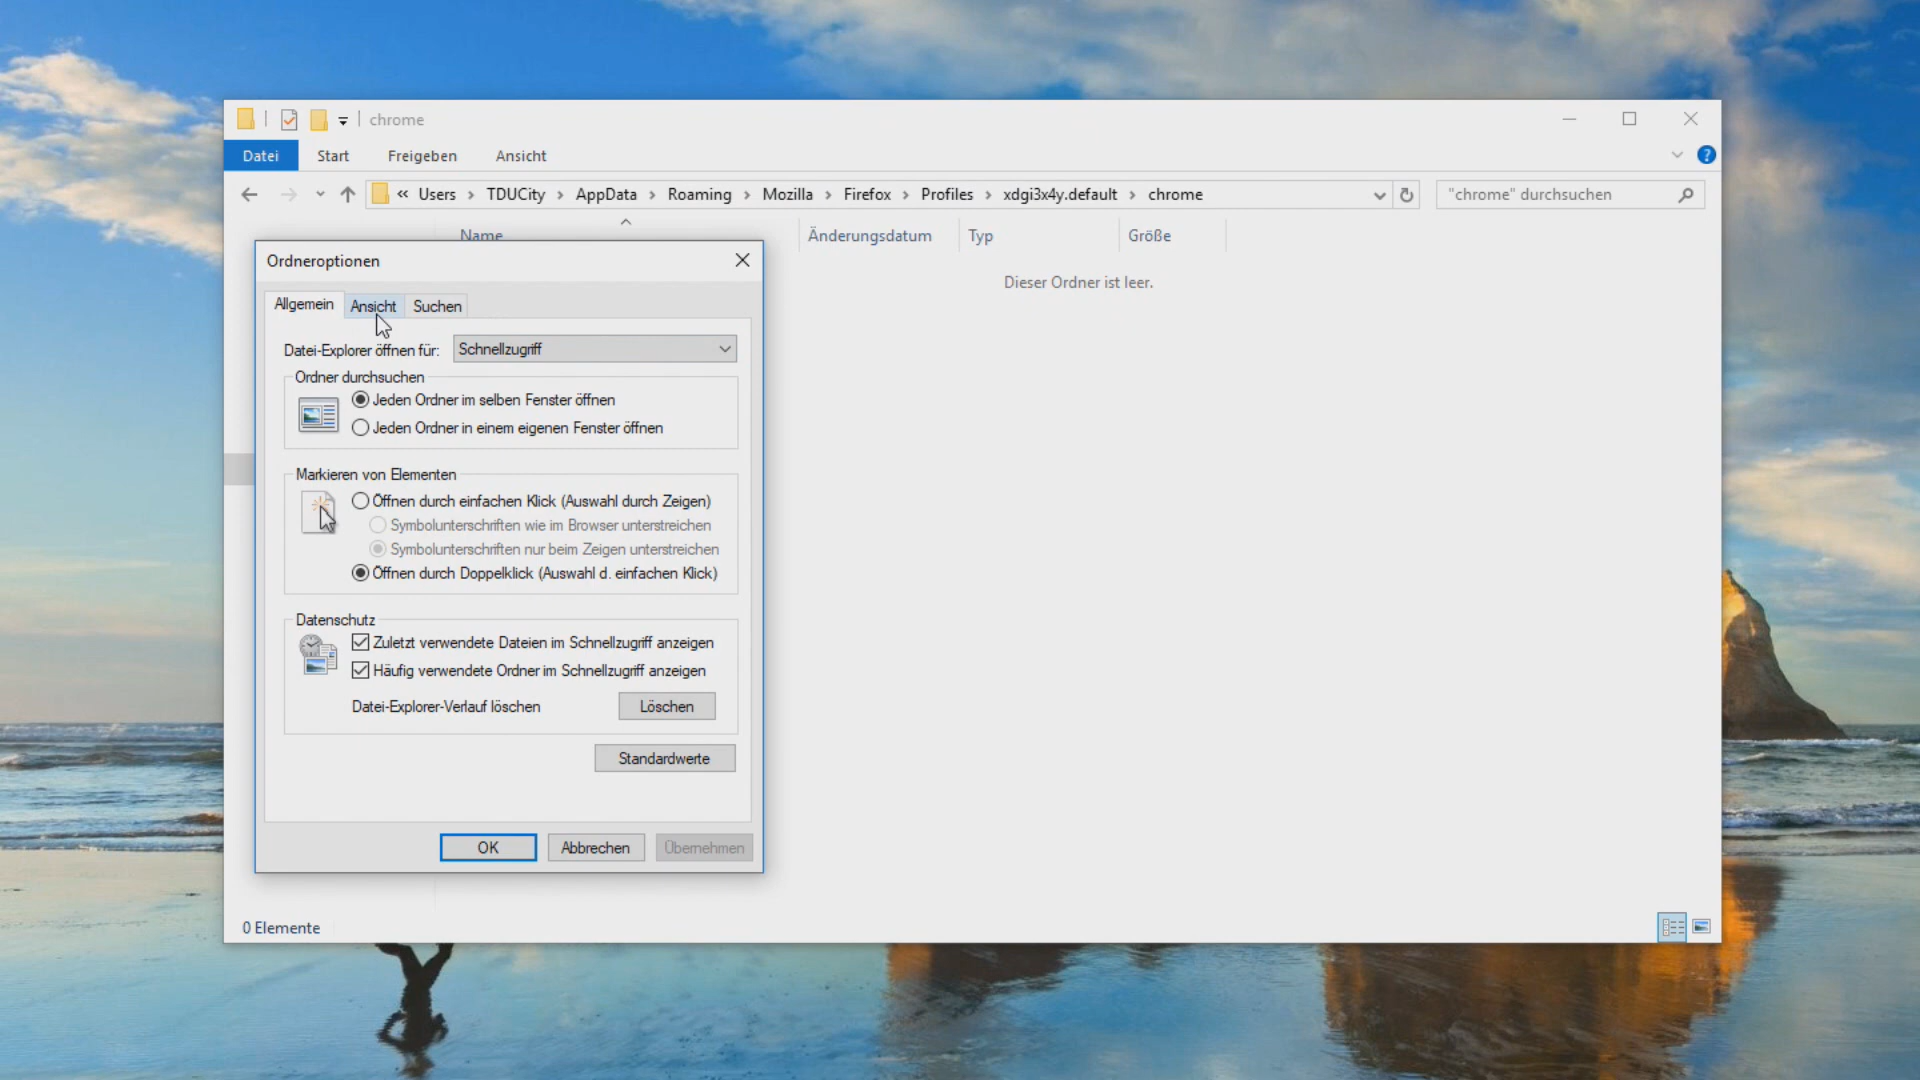 chrome
Datei Start Freigeben Ansicht
« Users > TDUCity > AppData > Roaming > Mozilla > Firefox > Profiles > xdgi3x4y.default > chrome
"chrome" durchsuchen
Name Änderungsdatum Typ Größe
Dieser Ordner ist leer.
Ordneroptionen
Allgemein Ansicht Suchen
Datei-Explorer öffnen für: Schnellzugriff
Ordner durchsuchen
Jeden Ordner im selben Fenster öffnen
Jeden Ordner in einem eigenen Fenster öffnen
Markieren von Elementen
Öffnen durch einfachen Klick (Auswahl durch Zeigen)
Symbolunterschriften wie im Browser unterstreichen
Symbolunterschriften nur beim Zeigen unterstreichen
Öffnen durch Doppelklick (Auswahl d. einfachen Klick)
Datenschutz
Zuletzt verwendete Dateien im Schnellzugriff anzeigen
Häufig verwendete Ordner im Schnellzugriff anzeigen
Datei-Explorer-Verlauf löschen Löschen
Standardwerte
OK Abbrechen Übernehmen
0 Elemente